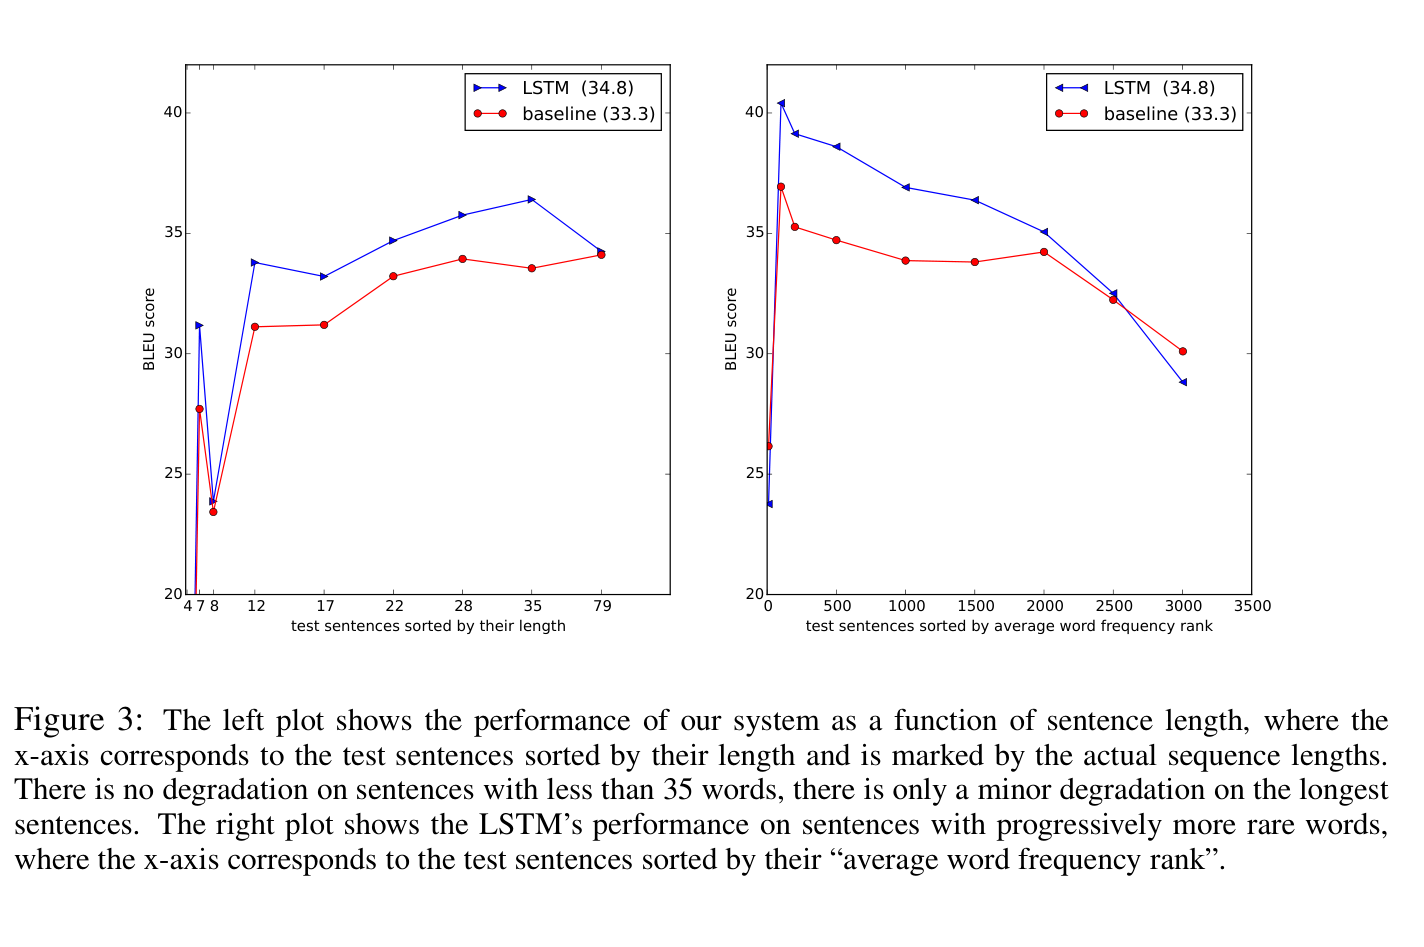 LSTM (34.8)
baseline (33.3)
40
35
30
25
20
BLEU score
4 7 8 12 17 22 28 35 79
test sentences sorted by their length
LSTM (34.8)
baseline (33.3)
40
35
30
25
20
BLEU score
0 500 1000 1500 2000 2500 3000 3500
test sentences sorted by average word frequency rank
Figure 3: The left plot shows the performance of our system as a function of sentence length, where the
x-axis corresponds to the test sentences sorted by their length and is marked by the actual sequence lengths.
There is no degradation on sentences with less than 35 words, there is only a minor degradation on the longest
sentences. The right plot shows the LSTM’s performance on sentences with progressively more rare words,
where the x-axis corresponds to the test sentences sorted by their “average word frequency rank”.